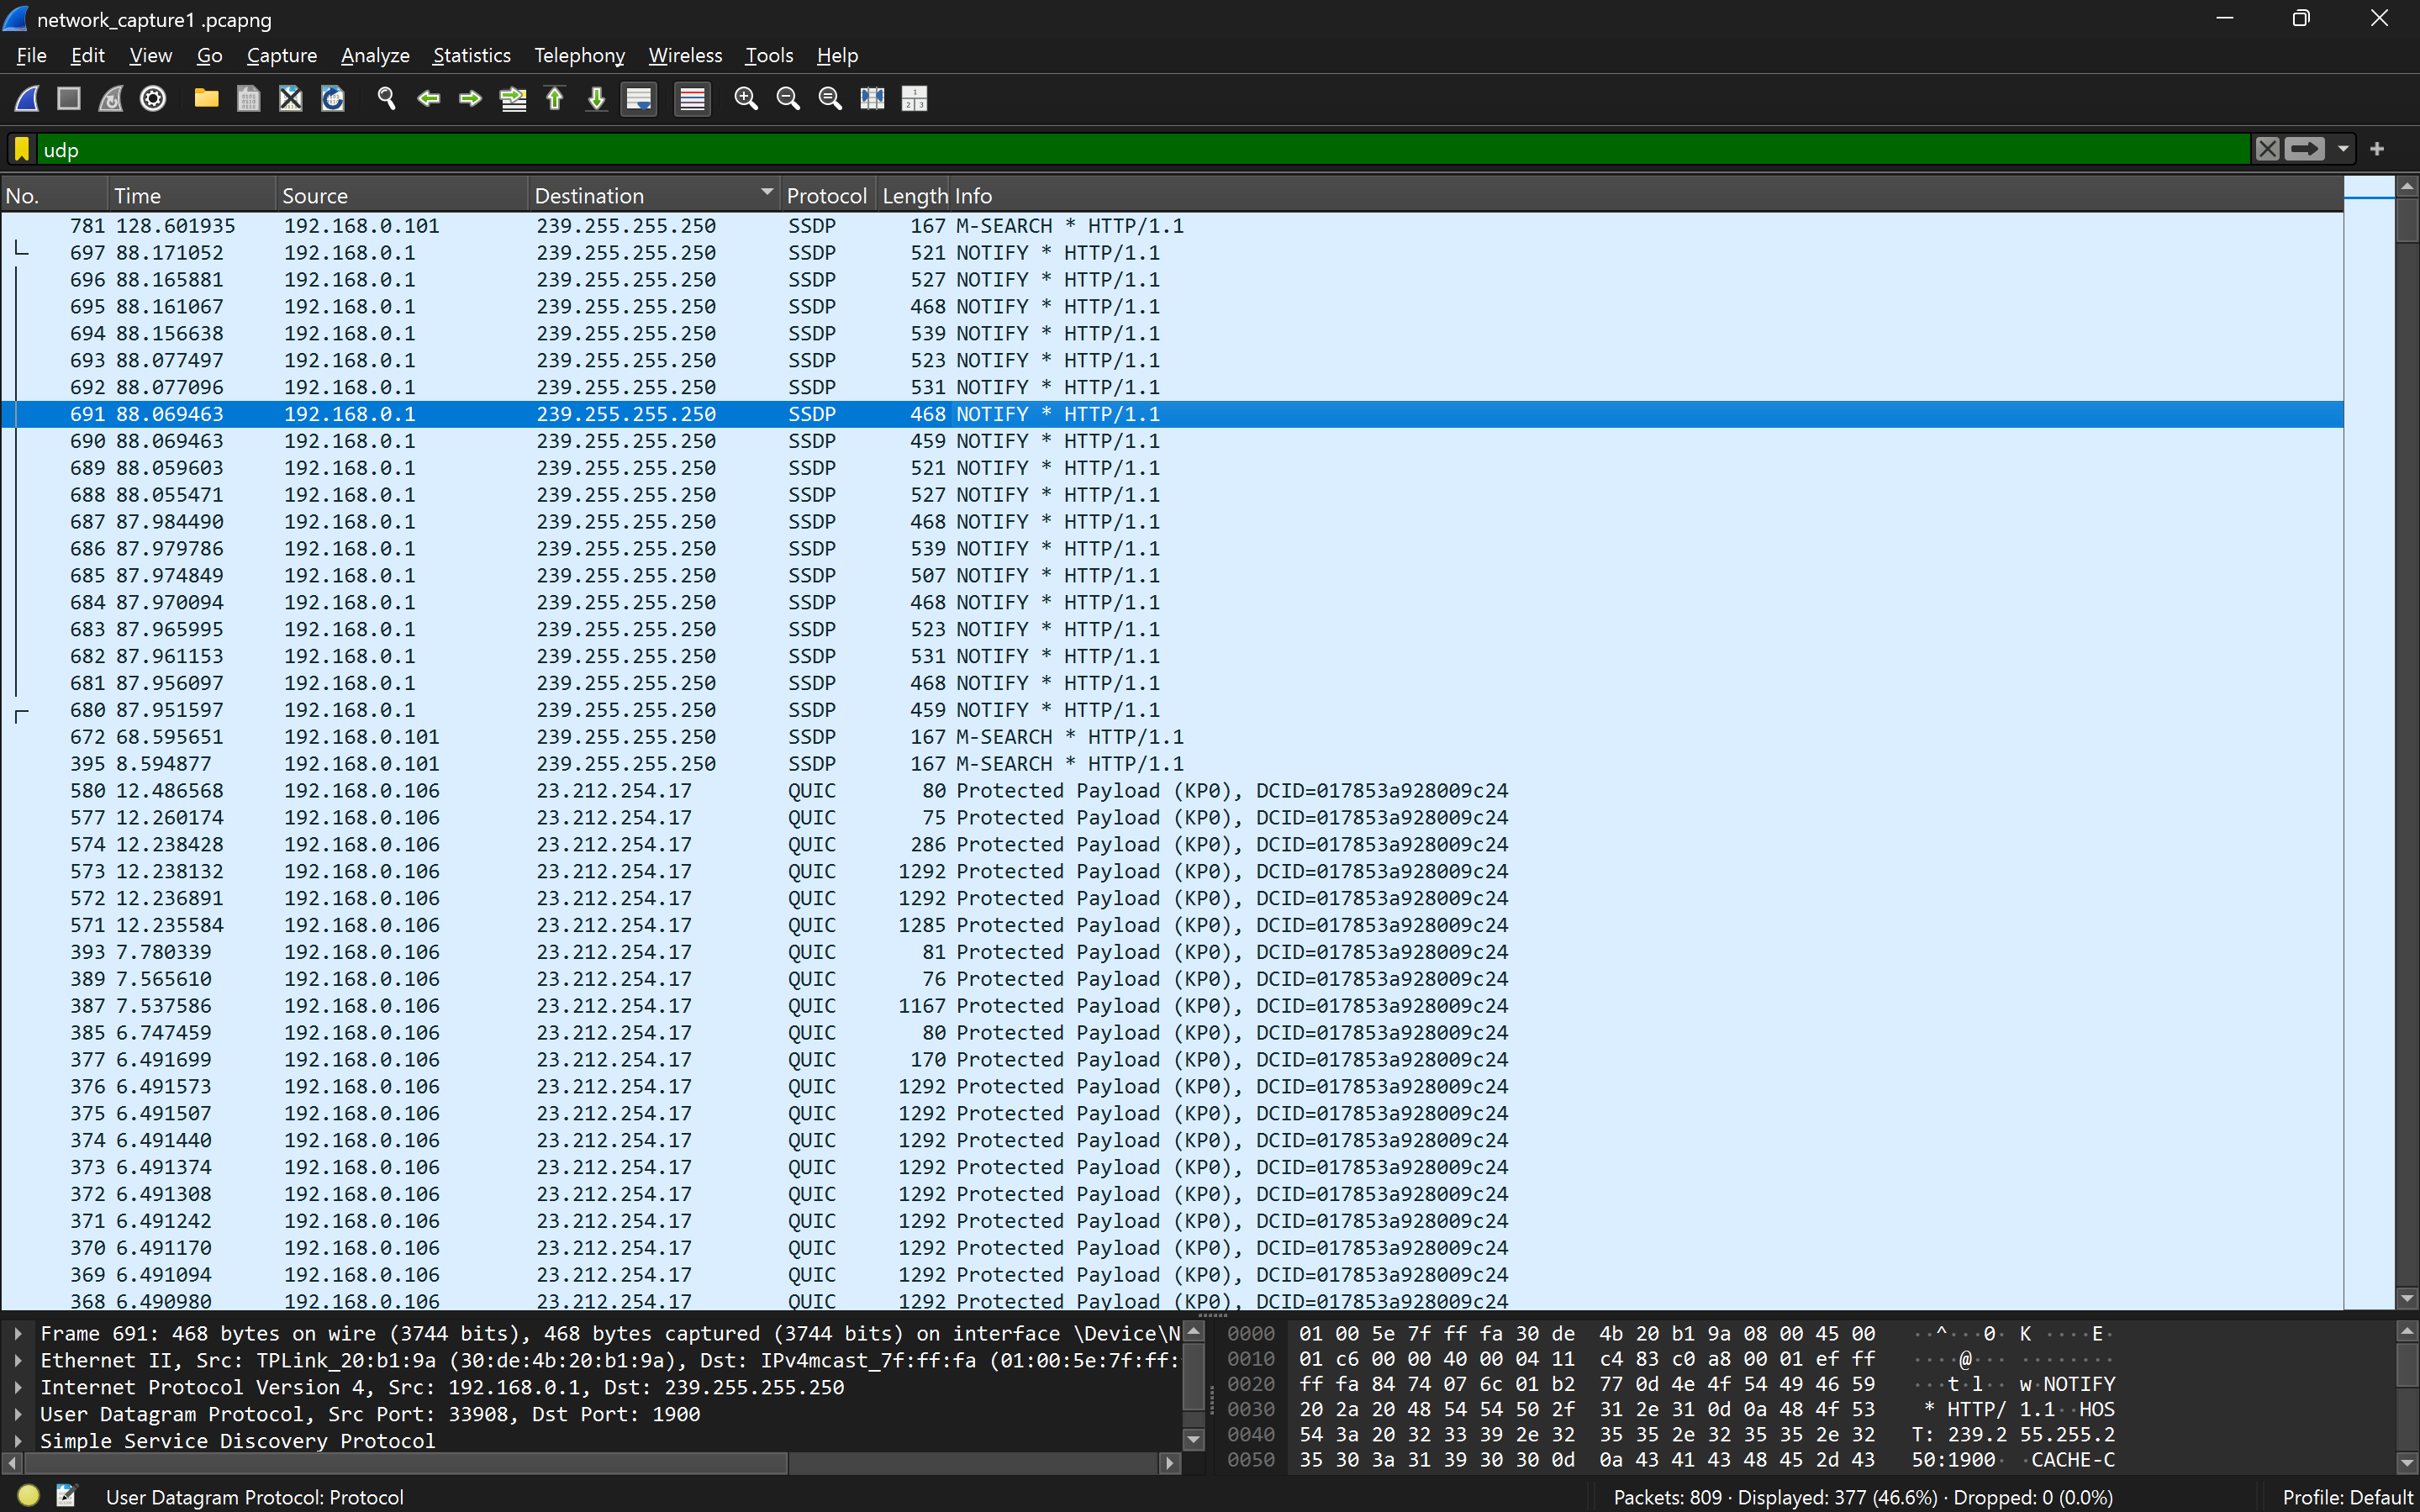 network_capture1 .pcapng
File Edit View Go Capture Analyze Statistics Telephony Wireless Tools Help
udp
No. Time Source Destination Protocol Length Info
781 128.601935 192.168.0.101 239.255.255.250 SSDP 167 M-SEARCH * HTTP/1.1
697 88.171052 192.168.0.1 239.255.255.250 SSDP 521 NOTIFY * HTTP/1.1
696 88.165881 192.168.0.1 239.255.255.250 SSDP 527 NOTIFY * HTTP/1.1
695 88.161067 192.168.0.1 239.255.255.250 SSDP 468 NOTIFY * HTTP/1.1
694 88.156638 192.168.0.1 239.255.255.250 SSDP 539 NOTIFY * HTTP/1.1
693 88.077497 192.168.0.1 239.255.255.250 SSDP 523 NOTIFY * HTTP/1.1
692 88.077096 192.168.0.1 239.255.255.250 SSDP 531 NOTIFY * HTTP/1.1
691 88.069463 192.168.0.1 239.255.255.250 SSDP 468 NOTIFY * HTTP/1.1
690 88.069463 192.168.0.1 239.255.255.250 SSDP 459 NOTIFY * HTTP/1.1
689 88.059603 192.168.0.1 239.255.255.250 SSDP 521 NOTIFY * HTTP/1.1
688 88.055471 192.168.0.1 239.255.255.250 SSDP 527 NOTIFY * HTTP/1.1
687 87.984490 192.168.0.1 239.255.255.250 SSDP 468 NOTIFY * HTTP/1.1
686 87.979786 192.168.0.1 239.255.255.250 SSDP 539 NOTIFY * HTTP/1.1
685 87.974849 192.168.0.1 239.255.255.250 SSDP 507 NOTIFY * HTTP/1.1
684 87.970094 192.168.0.1 239.255.255.250 SSDP 468 NOTIFY * HTTP/1.1
683 87.965995 192.168.0.1 239.255.255.250 SSDP 523 NOTIFY * HTTP/1.1
682 87.961153 192.168.0.1 239.255.255.250 SSDP 531 NOTIFY * HTTP/1.1
681 87.956097 192.168.0.1 239.255.255.250 SSDP 468 NOTIFY * HTTP/1.1
680 87.951597 192.168.0.1 239.255.255.250 SSDP 459 NOTIFY * HTTP/1.1
672 68.595651 192.168.0.101 239.255.255.250 SSDP 167 M-SEARCH * HTTP/1.1
395 8.594877 192.168.0.101 239.255.255.250 SSDP 167 M-SEARCH * HTTP/1.1
580 12.486568 192.168.0.106 23.212.254.17 QUIC 80 Protected Payload (KP0), DCID=017853a928009c24
577 12.260174 192.168.0.106 23.212.254.17 QUIC 75 Protected Payload (KP0), DCID=017853a928009c24
574 12.238428 192.168.0.106 23.212.254.17 QUIC 286 Protected Payload (KP0), DCID=017853a928009c24
573 12.238132 192.168.0.106 23.212.254.17 QUIC 1292 Protected Payload (KP0), DCID=017853a928009c24
572 12.236891 192.168.0.106 23.212.254.17 QUIC 1292 Protected Payload (KP0), DCID=017853a928009c24
571 12.235584 192.168.0.106 23.212.254.17 QUIC 1285 Protected Payload (KP0), DCID=017853a928009c24
393 7.780339 192.168.0.106 23.212.254.17 QUIC 81 Protected Payload (KP0), DCID=017853a928009c24
389 7.565610 192.168.0.106 23.212.254.17 QUIC 76 Protected Payload (KP0), DCID=017853a928009c24
387 7.537586 192.168.0.106 23.212.254.17 QUIC 1167 Protected Payload (KP0), DCID=017853a928009c24
385 6.747459 192.168.0.106 23.212.254.17 QUIC 80 Protected Payload (KP0), DCID=017853a928009c24
377 6.491699 192.168.0.106 23.212.254.17 QUIC 170 Protected Payload (KP0), DCID=017853a928009c24
376 6.491573 192.168.0.106 23.212.254.17 QUIC 1292 Protected Payload (KP0), DCID=017853a928009c24
375 6.491507 192.168.0.106 23.212.254.17 QUIC 1292 Protected Payload (KP0), DCID=017853a928009c24
374 6.491440 192.168.0.106 23.212.254.17 QUIC 1292 Protected Payload (KP0), DCID=017853a928009c24
373 6.491374 192.168.0.106 23.212.254.17 QUIC 1292 Protected Payload (KP0), DCID=017853a928009c24
372 6.491308 192.168.0.106 23.212.254.17 QUIC 1292 Protected Payload (KP0), DCID=017853a928009c24
371 6.491242 192.168.0.106 23.212.254.17 QUIC 1292 Protected Payload (KP0), DCID=017853a928009c24
370 6.491170 192.168.0.106 23.212.254.17 QUIC 1292 Protected Payload (KP0), DCID=017853a928009c24
369 6.491094 192.168.0.106 23.212.254.17 QUIC 1292 Protected Payload (KP0), DCID=017853a928009c24
368 6.490980 192.168.0.106 23.212.254.17 QUIC 1292 Protected Payload (KP0), DCID=017853a928009c24
Frame 691: 468 bytes on wire (3744 bits), 468 bytes captured (3744 bits) on interface \Device\N
Ethernet II, Src: TPLink_20:b1:9a (30:de:4b:20:b1:9a), Dst: IPv4mcast_7f:ff:fa (01:00:5e:7f:ff:
Internet Protocol Version 4, Src: 192.168.0.1, Dst: 239.255.255.250
User Datagram Protocol, Src Port: 33908, Dst Port: 1900
Simple Service Discovery Protocol
0000 01 00 5e 7f ff fa 30 de 4b 20 b1 9a 08 00 45 00 ··^···0· K ····E·
0010 01 c6 00 00 40 00 04 11 c4 83 c0 a8 00 01 ef ff ····@··· ········
0020 ff fa 84 74 07 6c 01 b2 77 0d 4e 4f 54 49 46 59 ···t·l·· w·NOTIFY
0030 20 2a 20 48 54 54 50 2f 31 2e 31 0d 0a 48 4f 53 * HTTP/ 1.1··HOS
0040 54 3a 20 32 33 39 2e 32 35 35 2e 32 35 35 2e 32 T: 239.2 55.255.2
0050 35 30 3a 31 39 30 30 0d 0a 43 41 43 48 45 2d 43 50:1900· ·CACHE-C
User Datagram Protocol: Protocol
Packets: 809 · Displayed: 377 (46.6%) · Dropped: 0 (0.0%)
Profile: Default